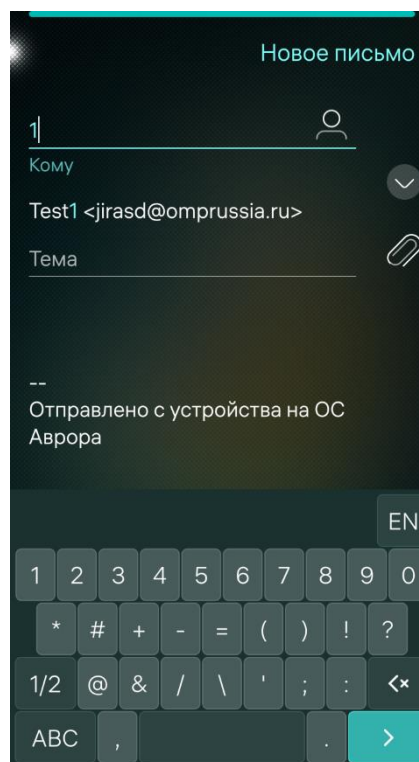 Новое письмо
1
Кому
Test1 <jirasd@omprussia.ru>
Тема
--
Отправлено с устройства на ОС
Аврора
EN
1 2 3 4 5 6 7 8 9 0
* # + - = ( ) ! ?
1/2 @ & / \ ' ; :
ABC , .